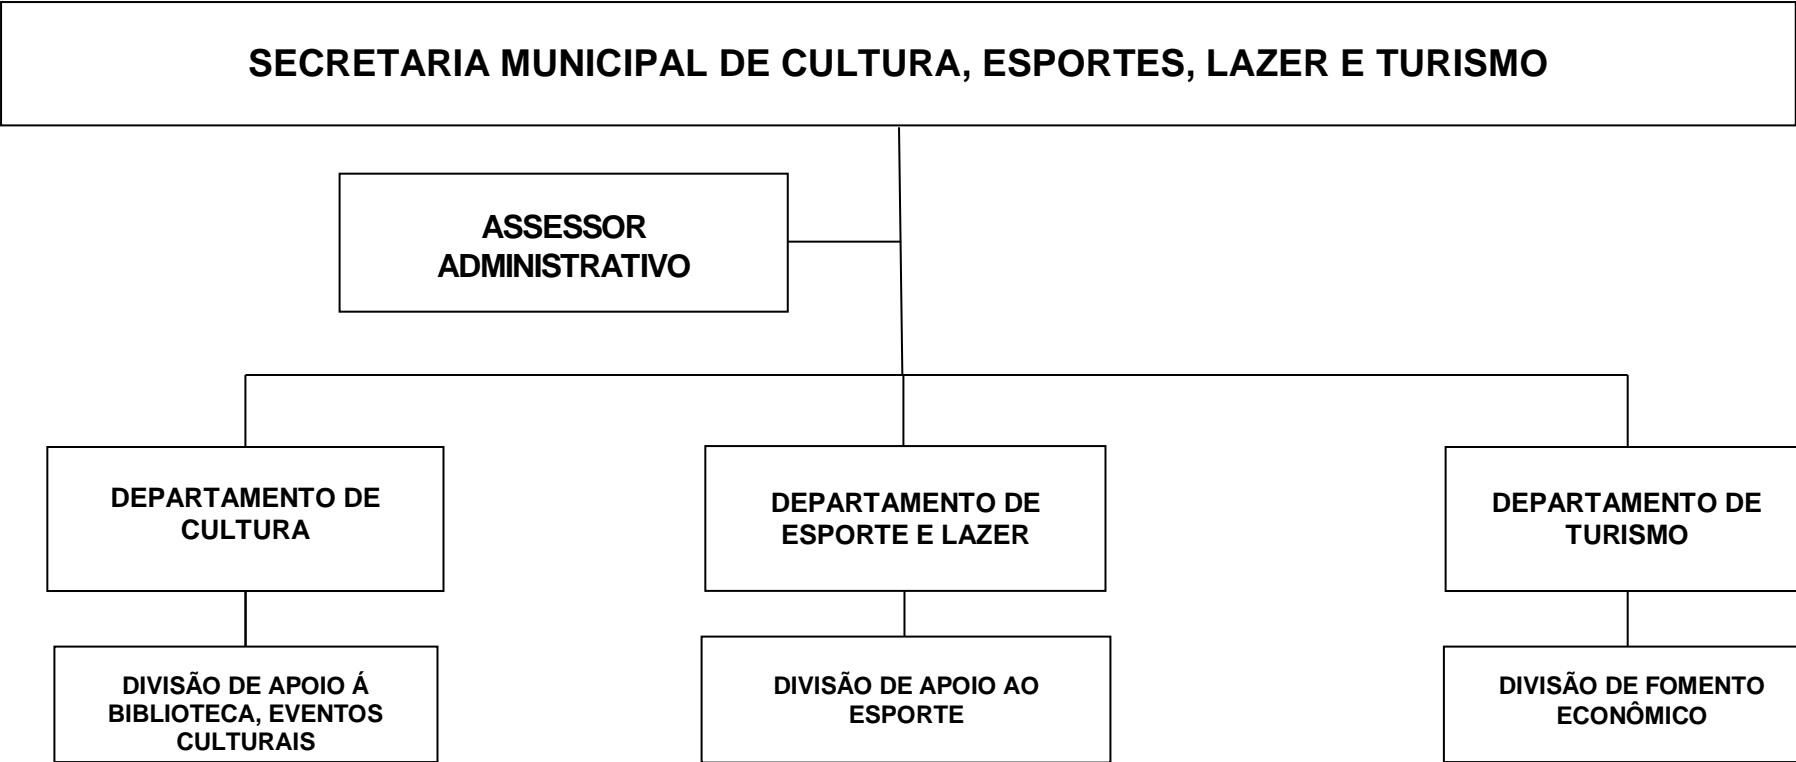 SECRETARIA MUNICIPAL DE CULTURA, ESPORTES, LAZER E TURISMO
ASSESSOR
ADMINISTRATIVO
DEPARTAMENTO DE
CULTURA
DEPARTAMENTO DE
ESPORTE E LAZER
DEPARTAMENTO DE
TURISMO
DIVISÃO DE APOIO Á
BIBLIOTECA, EVENTOS
CULTURAIS
DIVISÃO DE APOIO AO
ESPORTE
DIVISÃO DE FOMENTO
ECONÔMICO